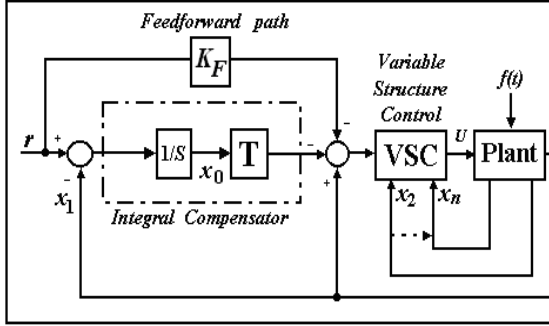 Feedforward path
K_F
Variable
Structure
Control
f(t)
r
+
-
1/S
x_0
T
-
-
+
VSC
U
Plant
x_1
x_2
x_n
Integral Compensator